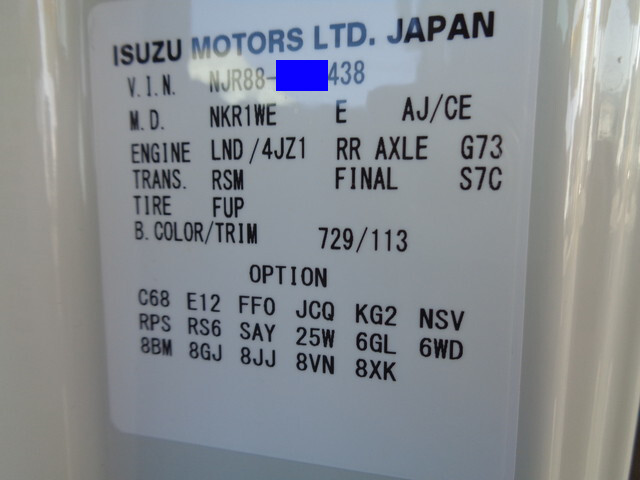 ISUZU MOTORS LTD. JAPAN
V.I.N. NJR88- 438
M.D. NKR1WE E AJ/CE
ENGINE LND/4JZ1 RR AXLE G73
TRANS. RSM FINAL S7C
TIRE FUP
B.COLOR/TRIM 729/113
OPTION
C68 E12 FF0 JCQ KG2 NSV
RPS RS6 SAY 25W 6GL 6WD
8BM 8GJ 8JJ 8VN 8XK